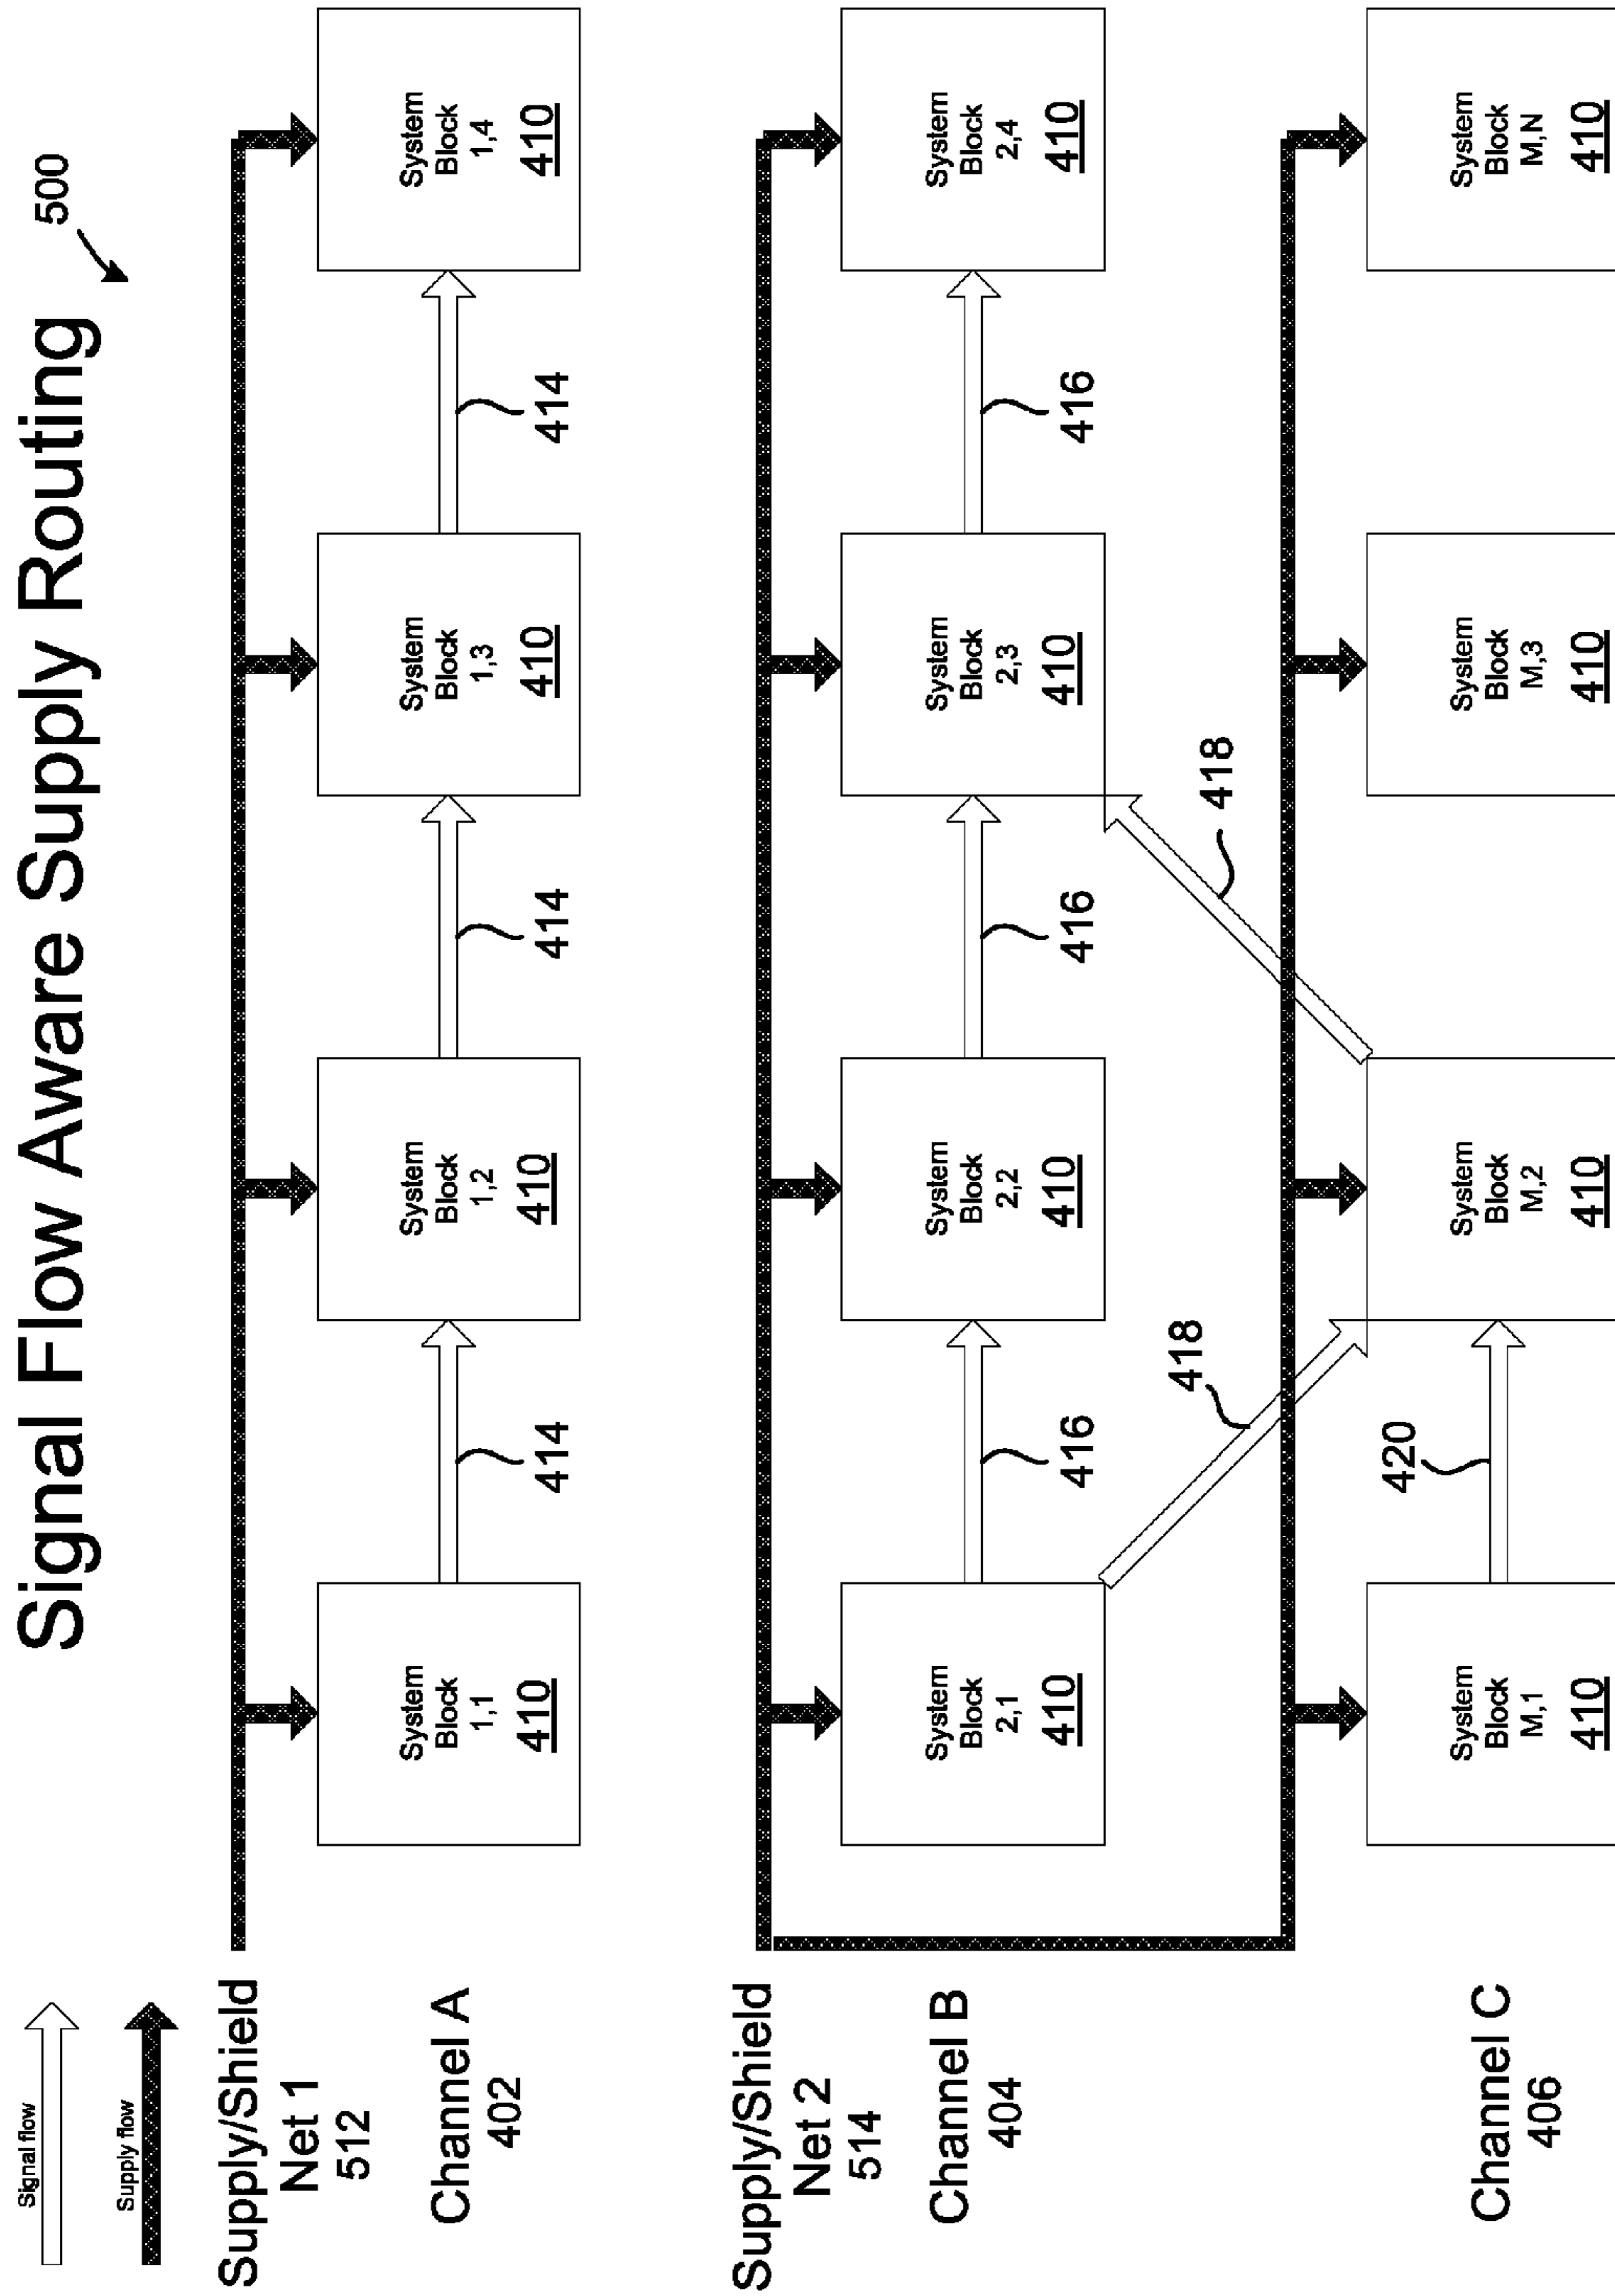 Signal Flow Aware Supply Routing
500
Signal flow
Supply flow
Supply/Shield
Net 1
512
Channel A
402
System
Block
1,1
410
414
System
Block
1,2
410
414
System
Block
1,3
410
414
System
Block
1,4
410
Supply/Shield
Net 2
514
Channel B
404
System
Block
2,1
410
416
System
Block
2,2
410
416
System
Block
2,3
410
416
System
Block
2,4
410
418
418
Channel C
406
System
Block
M,1
410
420
System
Block
M,2
410
System
Block
M,3
410
System
Block
M,N
410